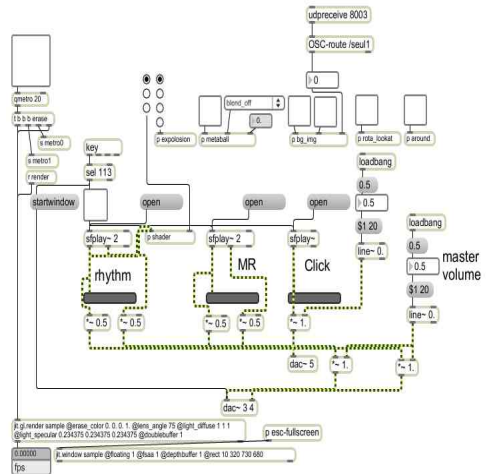 udpreceive 8003
OSC-route /seul1
0
qmetro 20
t b b b erase
s metro0
s metro1
r render
startwindow
key
sel 113
p expolosion
blend_off
0.
p metaball
p bg_img
p rota_lookat
p around
loadbang
0.5
0.5
$1 20
line~ 0.
loadbang
0.5
0.5
$1 20
line~ 0.
master
volume
open
open
open
sfplay~ 2
p shader
sfplay~ 2
sfplay~
rhythm
MR
Click
*~ 0.5
*~ 0.5
*~ 0.5
*~ 0.5
*~ 1.
dac~ 5
*~ 1.
*~ 1.
dac~ 3 4
jit.gl.render sample @erase_color 0. 0. 0. 1. @lens_angle 75 @light_diffuse 1 1 1
@light_specular 0.234375 0.234375 0.234375 @doublebuffer 1
p esc-fullscreen
0.00000
fps
jit.window sample @floating 1 @fsaa 1 @depthbuffer 1 @rect 10 320 730 680